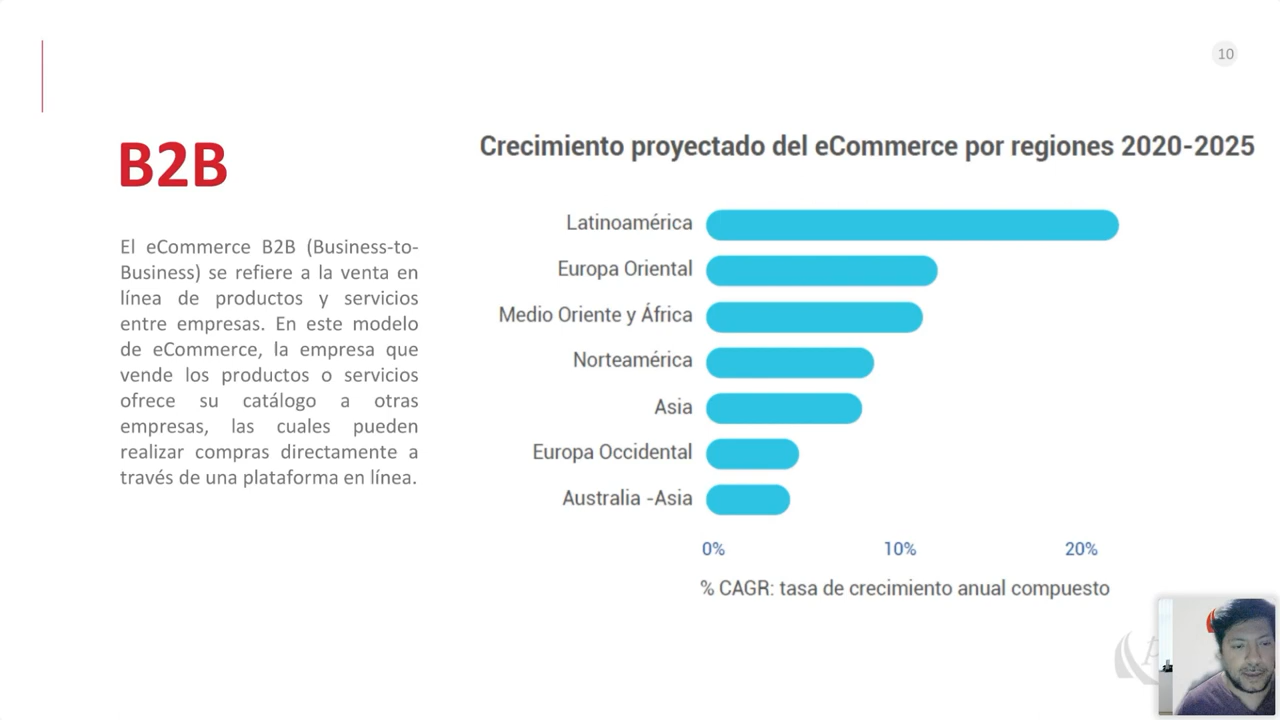 10
B2B
El eCommerce B2B (Business-to-
Business) se refiere a la venta en
línea de productos y servicios
entre empresas. En este modelo
de eCommerce, la empresa que
vende los productos o servicios
ofrece su catálogo a otras
empresas, las cuales pueden
realizar compras directamente a
través de una plataforma en línea.
Crecimiento proyectado del eCommerce por regiones 2020-2025
Latinoamérica
Europa Oriental
Medio Oriente y África
Norteamérica
Asia
Europa Occidental
Australia -Asia
0% 10% 20%
% CAGR: tasa de crecimiento anual compuesto